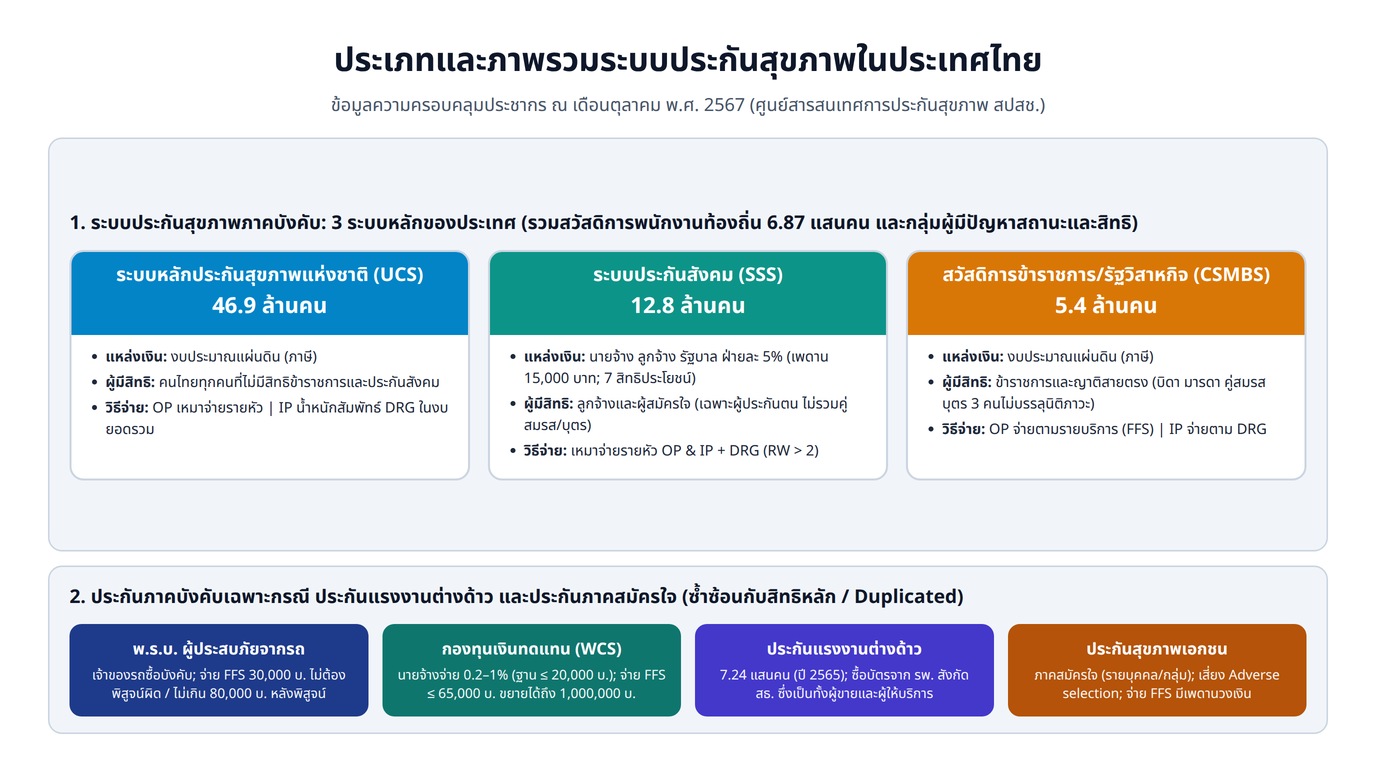 ประเภทและภาพรวมระบบประกันสุขภาพในประเทศไทย
ข้อมูลความครอบคลุมประชากร ณ เดือนตุลาคม พ.ศ. 2567 (ศูนย์สารสนเทศการประกันสุขภาพ สปสช.)
1. ระบบประกันสุขภาพภาคบังคับ: 3 ระบบหลักของประเทศ (รวมสวัสดิการพนักงานท้องถิ่น 6.87 แสนคน และกลุ่มผู้มีปัญหาสถานะและสิทธิ)
ระบบหลักประกันสุขภาพแห่งชาติ (UCS)
46.9 ล้านคน
• แหล่งเงิน: งบประมาณแผ่นดิน (ภาษี)
• ผู้มีสิทธิ: คนไทยทุกคนที่ไม่มีสิทธิข้าราชการและประกันสังคม
• วิธีจ่าย: OP เหมาจ่ายรายหัว | IP น้ำหนักสัมพัทธ์ DRG ในงบ
ยอดรวม
ระบบประกันสังคม (SSS)
12.8 ล้านคน
• แหล่งเงิน: นายจ้าง ลูกจ้าง รัฐบาล ฝ่ายละ 5% (เพดาน
15,000 บาท; 7 สิทธิประโยชน์)
• ผู้มีสิทธิ: ลูกจ้างและผู้สมัครใจ (เฉพาะผู้ประกันตน ไม่รวมคู่
สมรส/บุตร)
• วิธีจ่าย: เหมาจ่ายรายหัว OP & IP + DRG (RW > 2)
สวัสดิการข้าราชการ/รัฐวิสาหกิจ (CSMBS)
5.4 ล้านคน
• แหล่งเงิน: งบประมาณแผ่นดิน (ภาษี)
• ผู้มีสิทธิ: ข้าราชการและญาติสายตรง (บิดา มารดา คู่สมรส
บุตร 3 คนไม่บรรลุนิติภาวะ)
• วิธีจ่าย: OP จ่ายตามรายบริการ (FFS) | IP จ่ายตาม DRG
2. ประกันภาคบังคับเฉพาะกรณี ประกันแรงงานต่างด้าว และประกันภาคสมัครใจ (ซ้ำซ้อนกับสิทธิหลัก / Duplicated)
พ.ร.บ. ผู้ประสบภัยจากรถ
เจ้าของรถซื้อบังคับ; จ่าย FFS 30,000 บ. ไม่ต้อง
พิสูจน์ผิด / ไม่เกิน 80,000 บ. หลังพิสูจน์
กองทุนเงินทดแทน (WCS)
นายจ้างจ่าย 0.2–1% (ฐาน ≤ 20,000 บ.); จ่าย FFS
≤ 65,000 บ. ขยายได้ถึง 1,000,000 บ.
ประกันแรงงานต่างด้าว
7.24 แสนคน (ปี 2565); ซื้อบัตรจาก รพ. สังกัด
สธ. ซึ่งเป็นทั้งผู้ขายและผู้ให้บริการ
ประกันสุขภาพเอกชน
ภาคสมัครใจ (รายบุคคล/กลุ่ม); เสี่ยง Adverse
selection; จ่าย FFS มีเพดานวงเงิน